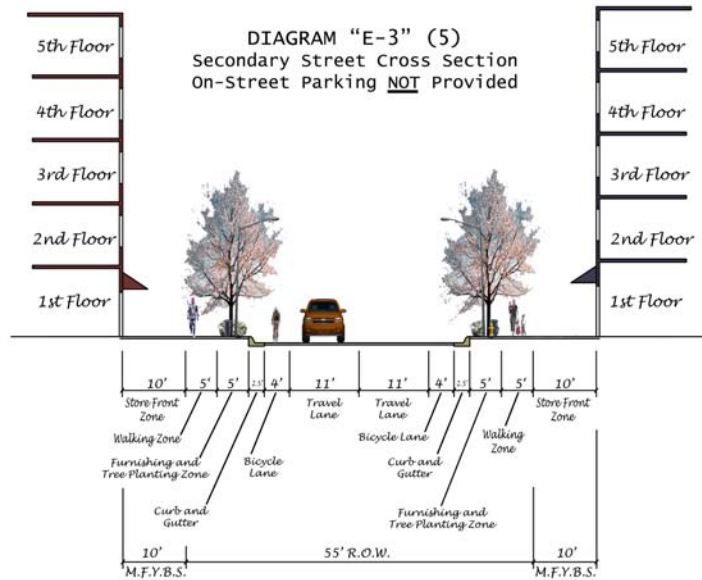 DIAGRAM “E-3” (5)
Secondary Street Cross Section
On-Street Parking NOT Provided
5th Floor
4th Floor
3rd Floor
2nd Floor
1st Floor
5th Floor
4th Floor
3rd Floor
2nd Floor
1st Floor
10' 5' 5' 2.5' 4' 11' 11' 4' 2.5' 5' 5' 10'
Store Front
Zone
Walking Zone
Furnishing and
Tree Planting Zone
Curb and
Gutter
Bicycle
Lane
Travel
Lane
Travel
Lane
Bicycle Lane
Curb and
Gutter
Furnishing and
Tree Planting Zone
Walking
Zone
Store Front
Zone
10' 55' R.O.W. 10'
M.F.Y.B.S. M.F.Y.B.S.